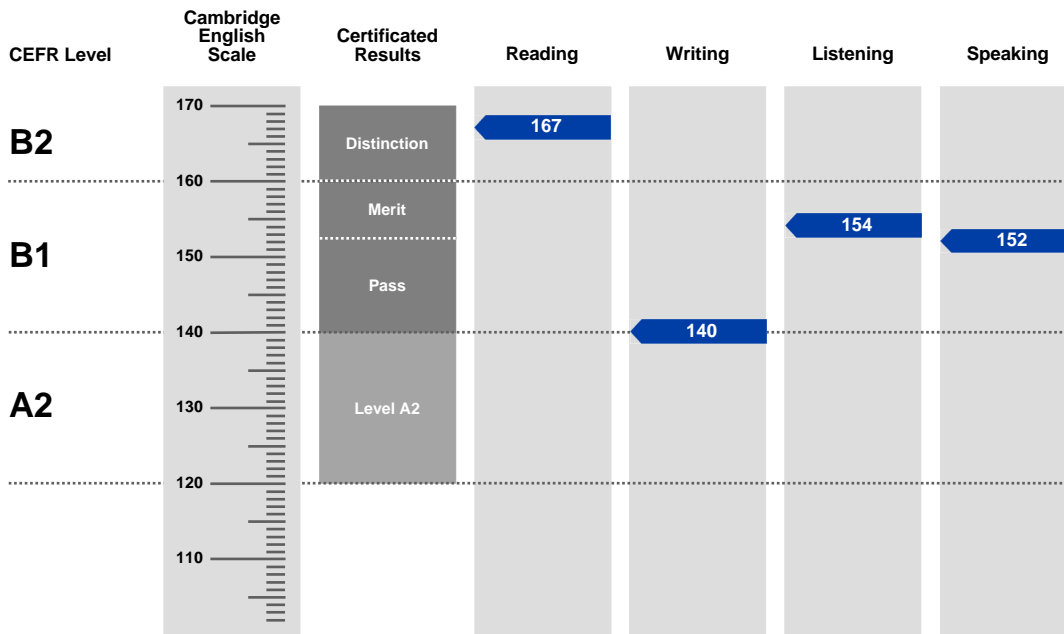 CEFR Level
Cambridge
English
Scale
Certificated
Results
Reading
Writing
Listening
Speaking
170
167
B2
Distinction
160
Merit
154
152
B1
150
Pass
140
140
A2
130
Level A2
120
110